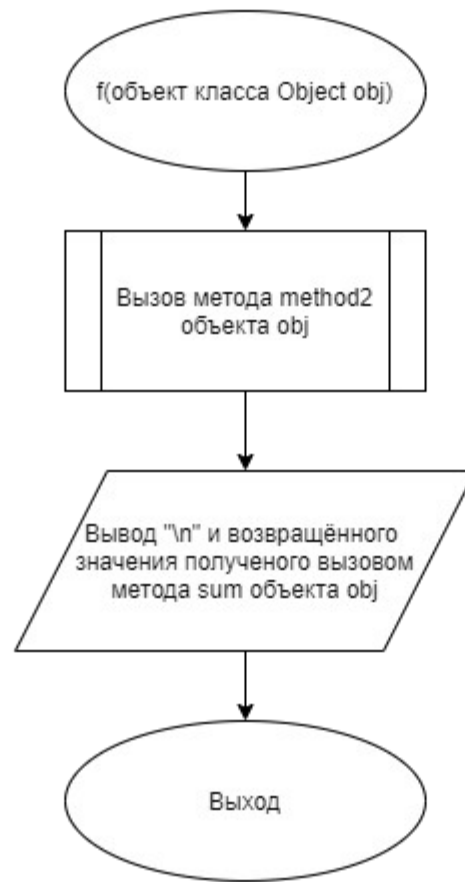 f(объект класса Object obj)
Вызов метода method2
объекта obj
Вывод "\n" и возвращённого
значения полученого вызовом
метода sum объекта obj
Выход